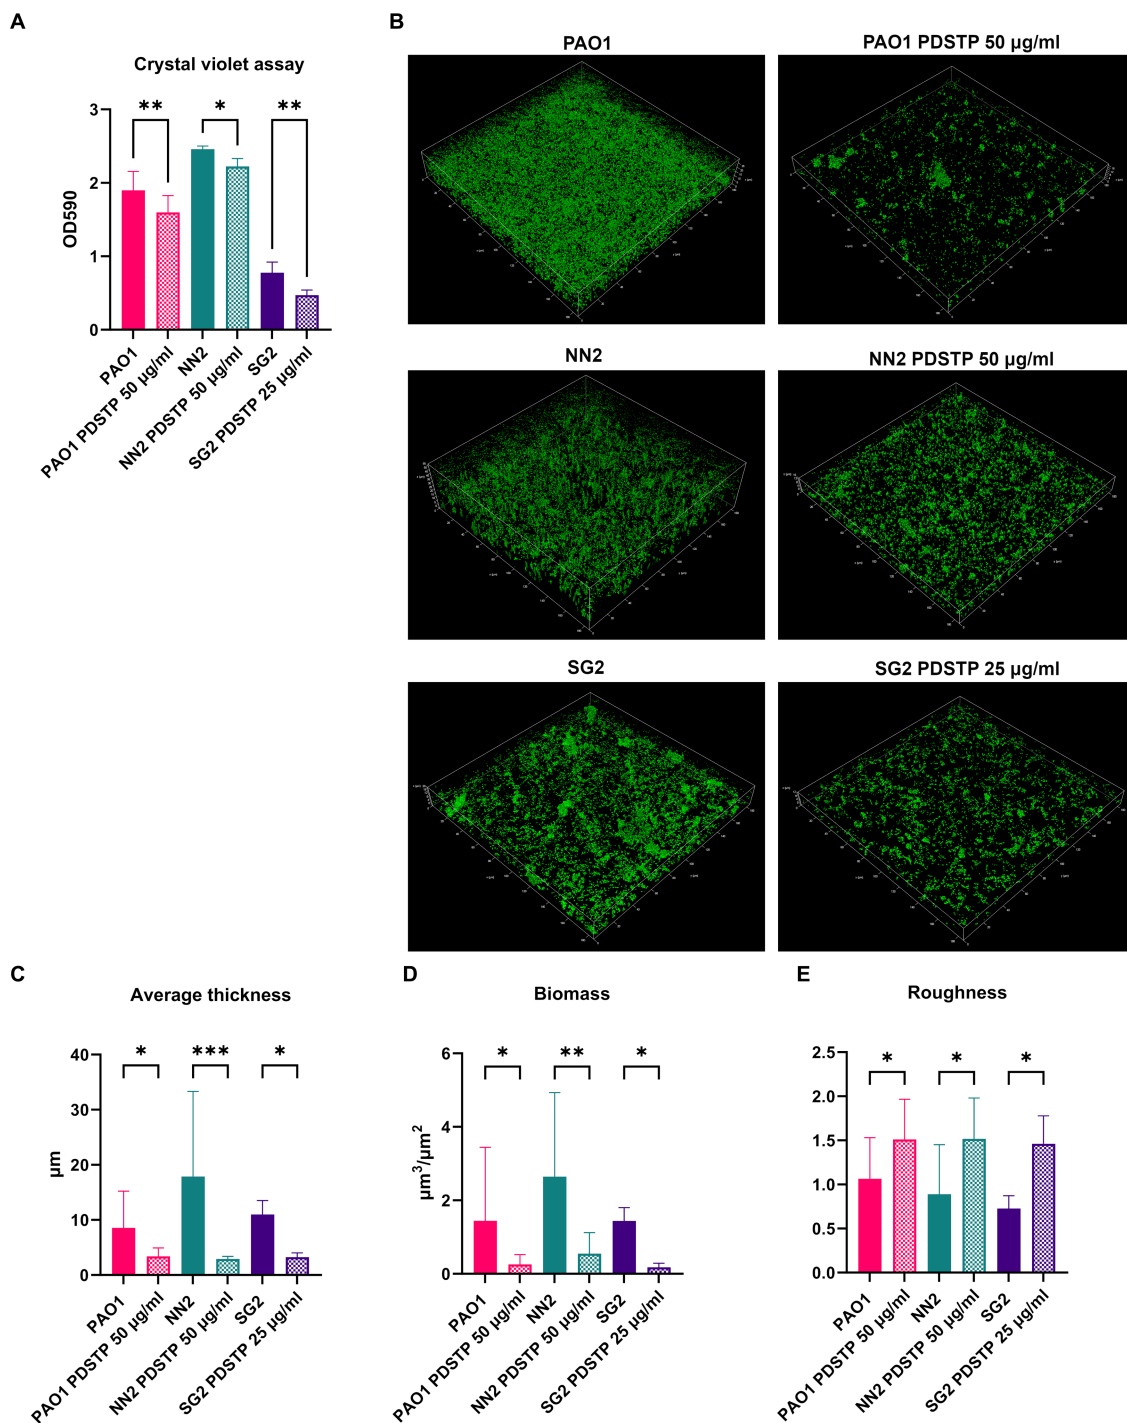 A
Crystal violet assay
** * **
3
2
1
0
OD590
PAO1
PAO1 PDSTP 50 µg/ml
NN2
NN2 PDSTP 50 µg/ml
SG2
SG2 PDSTP 25 µg/ml
B
PAO1
PAO1 PDSTP 50 µg/ml
NN2
NN2 PDSTP 50 µg/ml
SG2
SG2 PDSTP 25 µg/ml
C
Average thickness
* *** *
40
30
20
10
0
µm
PAO1
PAO1 PDSTP 50 µg/ml
NN2
NN2 PDSTP 50 µg/ml
SG2
SG2 PDSTP 25 µg/ml
D
Biomass
* ** *
6
4
2
0
µm³/µm²
PAO1
PAO1 PDSTP 50 µg/ml
NN2
NN2 PDSTP 50 µg/ml
SG2
SG2 PDSTP 25 µg/ml
E
Roughness
* * *
2.5
2.0
1.5
1.0
0.5
0.0
PAO1
PAO1 PDSTP 50 µg/ml
NN2
NN2 PDSTP 50 µg/ml
SG2
SG2 PDSTP 25 µg/ml